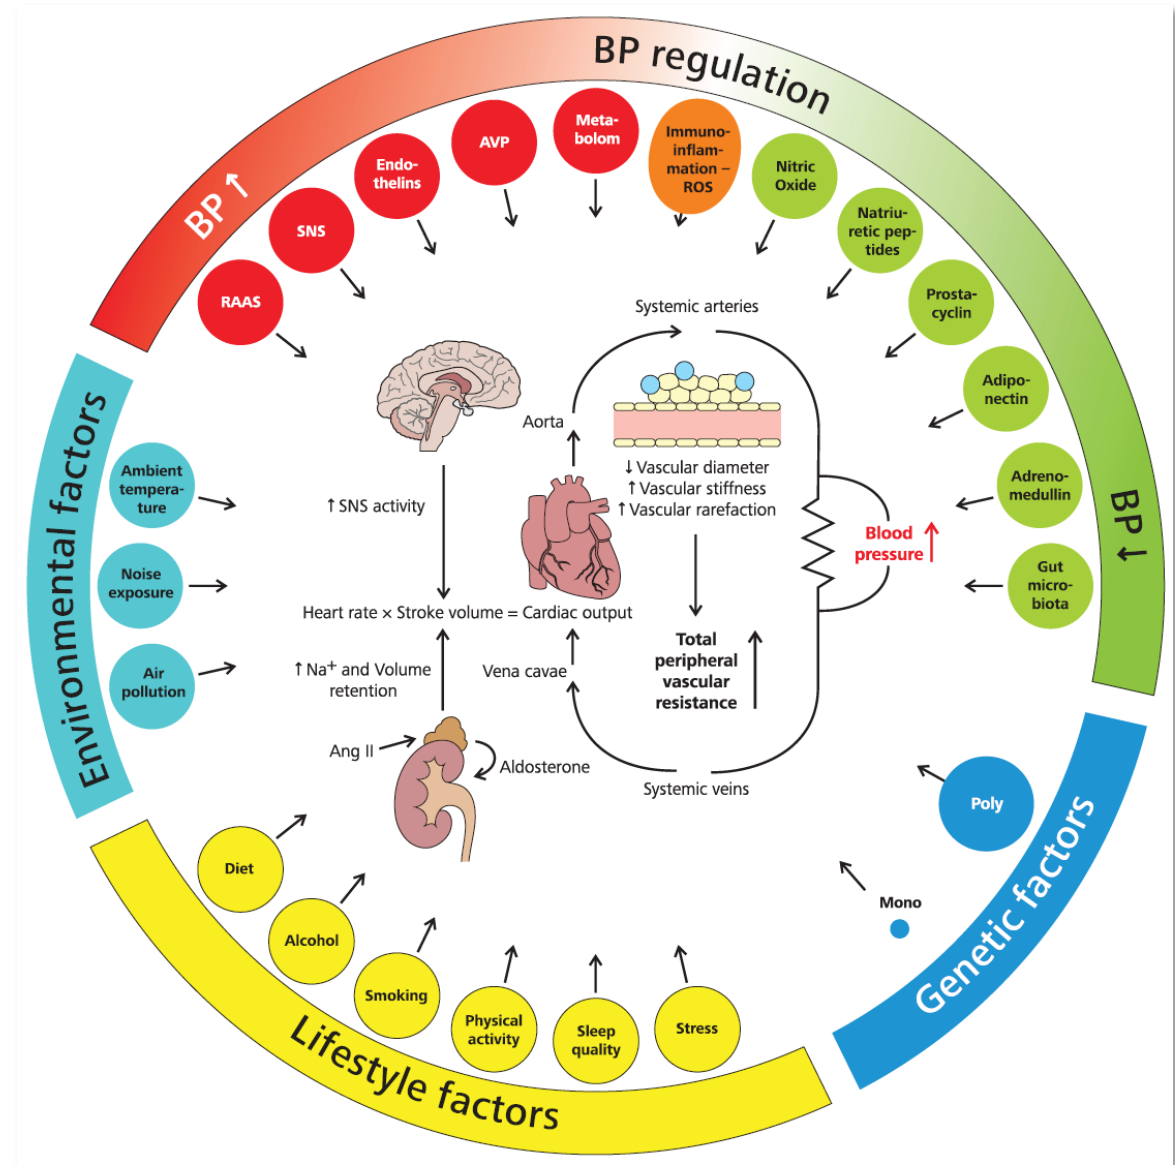 BP regulation
BP ↑
BP ↓
RAAS
SNS
Endo-
thelins
AVP
Meta-
bolom
Immuno-
inflam-
mation –
ROS
Nitric
Oxide
Natriu-
retic pep-
tides
Prosta-
cyclin
Adipo-
nectin
Adreno-
medullin
Gut
micro-
biota
Environmental factors
Ambient
tempera-
ture
Noise
exposure
Air
pollution
Systemic arteries
Aorta
↓ Vascular diameter
↑ Vascular stiffness
↑ Vascular rarefaction
↑ SNS activity
Blood
pressure ↑
Heart rate × Stroke volume = Cardiac output
↑ Na+ and Volume
retention
Vena cavae
Total
peripheral
vascular
resistance
Ang II
Aldosterone
Systemic veins
Poly
Mono
Genetic factors
Diet
Alcohol
Smoking
Physical
activity
Sleep
quality
Stress
Lifestyle factors